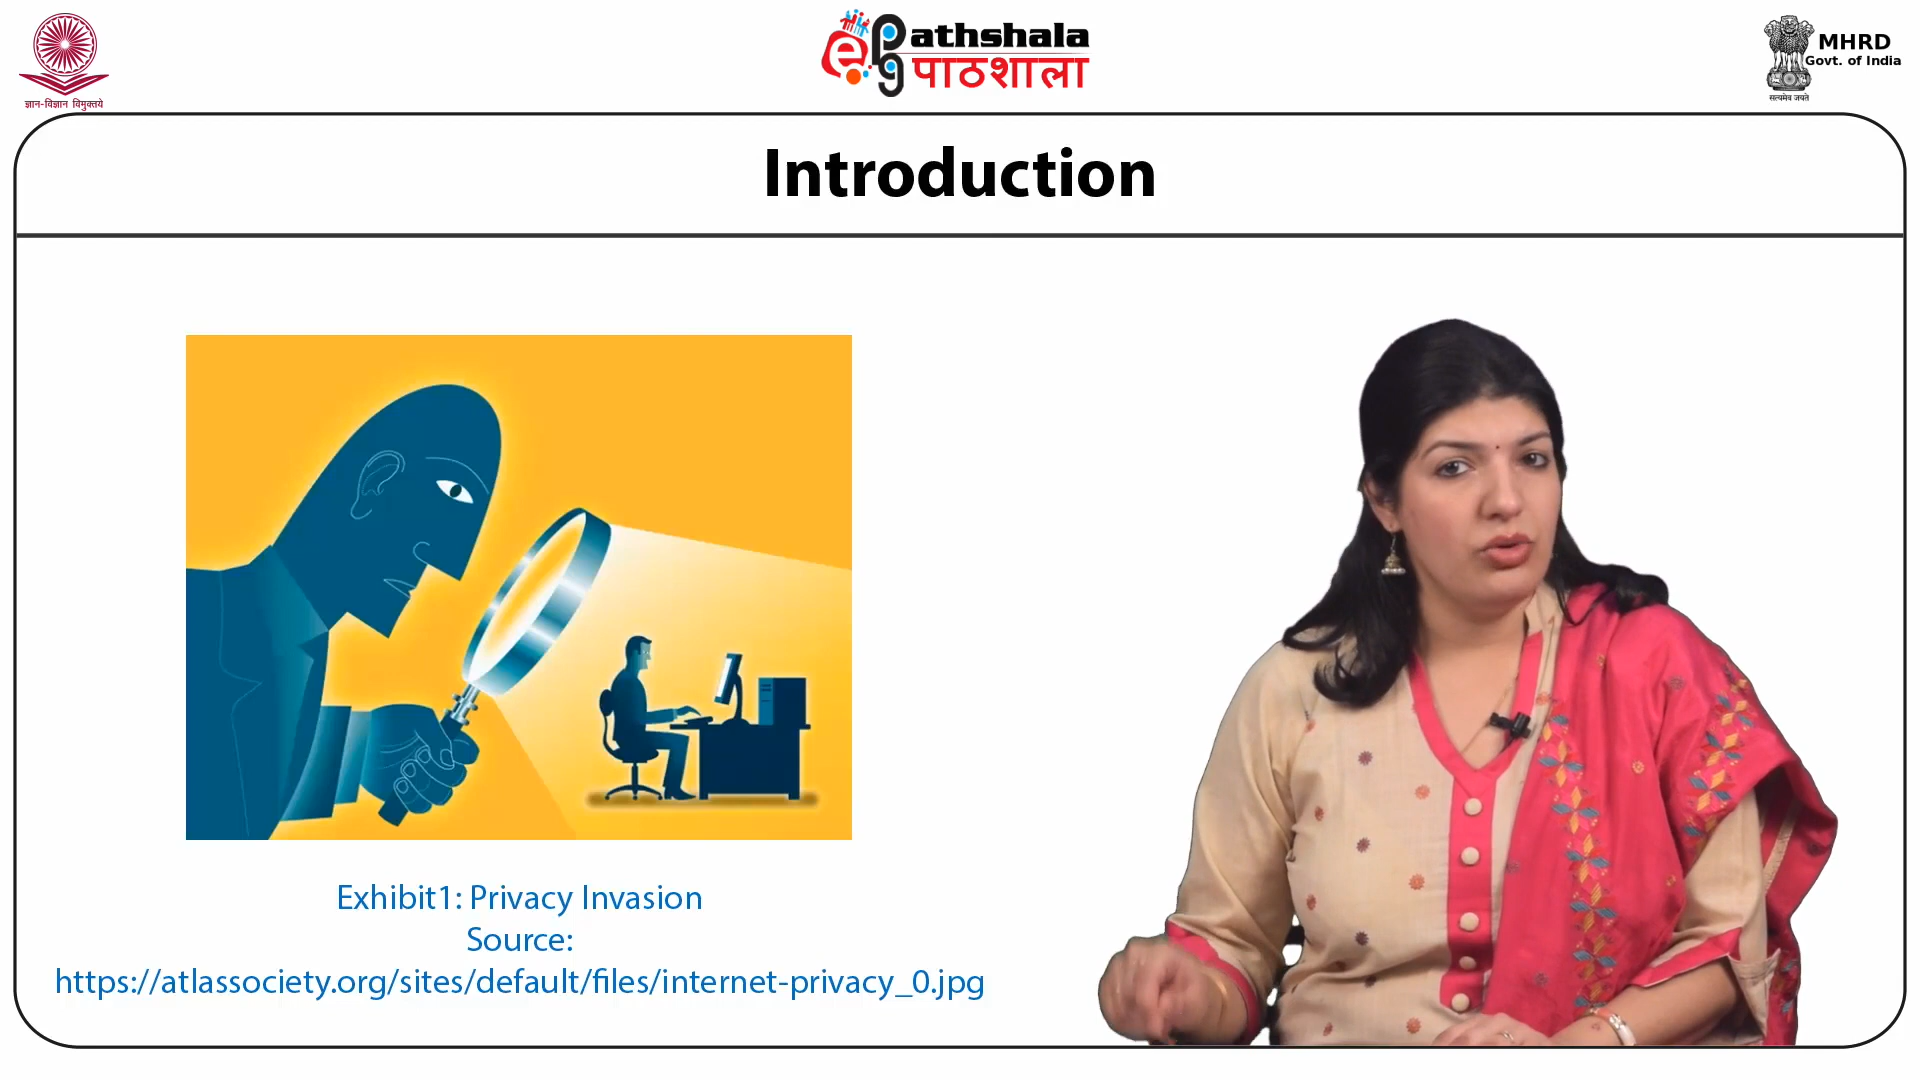 ज्ञान-विज्ञान विमुक्तये
ePathshala
पाठशाला
MHRD
Govt. of India
सत्यमेव जयते
Introduction
Exhibit1: Privacy Invasion
Source:
https://atlassociety.org/sites/default/files/internet-privacy_0.jpg